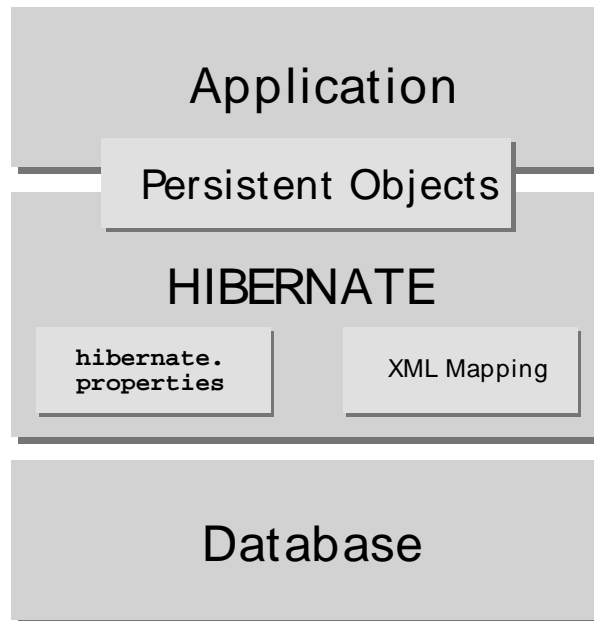 Application
Persistent Objects
HIBERNATE
hibernate.
properties
XML Mapping
Database